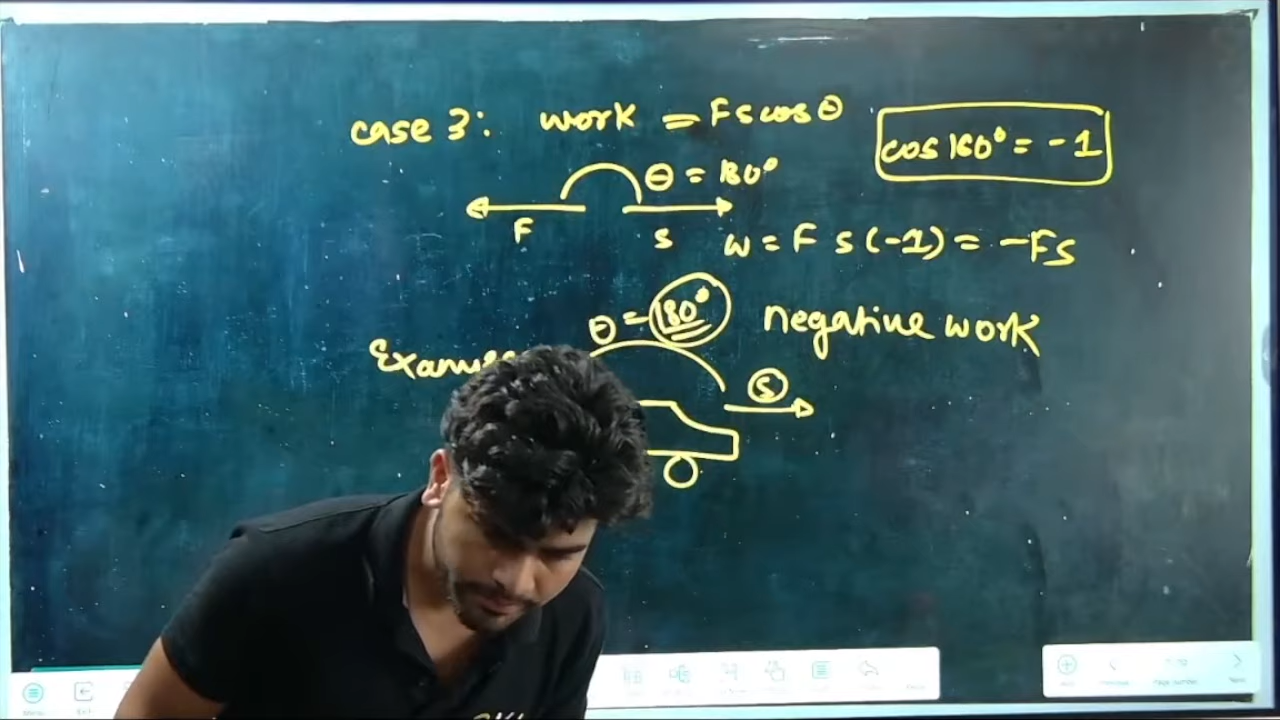 case 3: work = Fs cos θ
cos 180° = -1
θ = 180°
F
s
w = F s (-1) = -Fs
θ = 180°
negative work
s